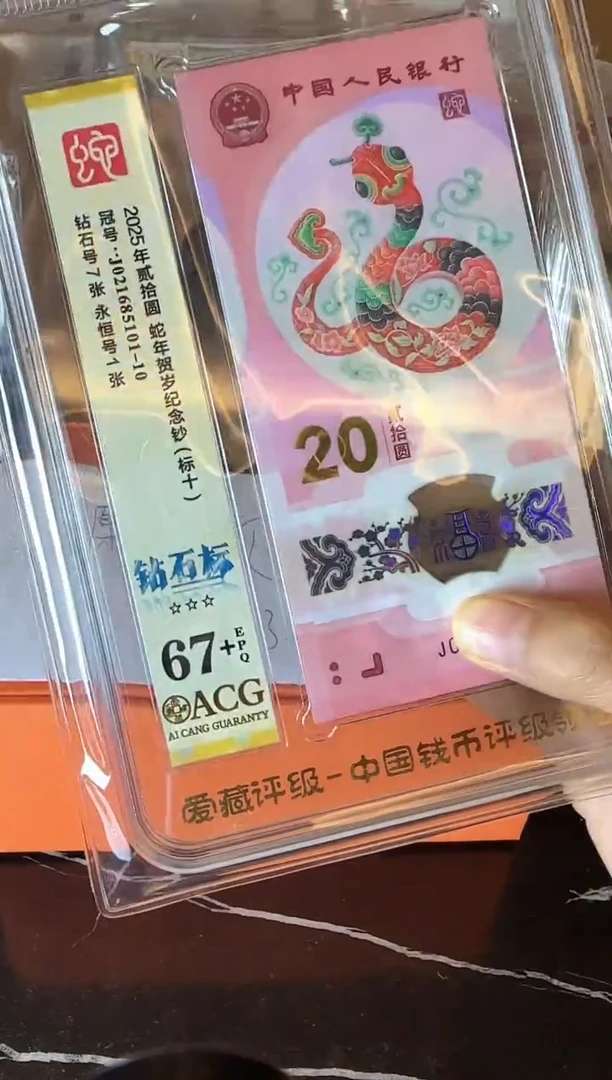 蛇
2025年贰拾圆 蛇年贺岁纪念钞(标十)
冠号:J021685101-10
钻石号7张 永恒号1张
钻石标
☆☆☆
67+EPQ
ACG
AI CANG GUARANTY
中国人民银行
蛇
20
贰拾圆
爱藏评级-中国钱币评级